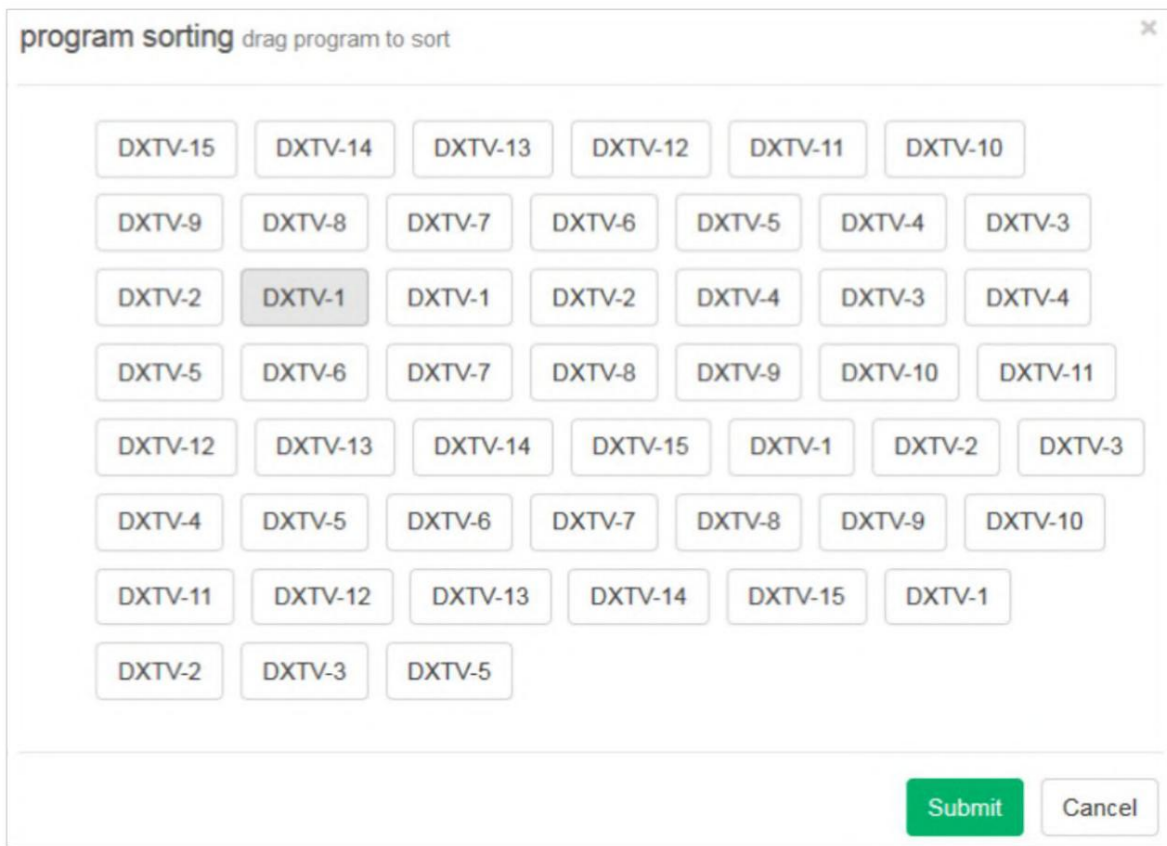 program sorting drag program to sort ×
DXTV-15 DXTV-14 DXTV-13 DXTV-12 DXTV-11 DXTV-10
DXTV-9 DXTV-8 DXTV-7 DXTV-6 DXTV-5 DXTV-4 DXTV-3
DXTV-2 DXTV-1 DXTV-1 DXTV-2 DXTV-4 DXTV-3 DXTV-4
DXTV-5 DXTV-6 DXTV-7 DXTV-8 DXTV-9 DXTV-10 DXTV-11
DXTV-12 DXTV-13 DXTV-14 DXTV-15 DXTV-1 DXTV-2 DXTV-3
DXTV-4 DXTV-5 DXTV-6 DXTV-7 DXTV-8 DXTV-9 DXTV-10
DXTV-11 DXTV-12 DXTV-13 DXTV-14 DXTV-15 DXTV-1
DXTV-2 DXTV-3 DXTV-5
Submit Cancel